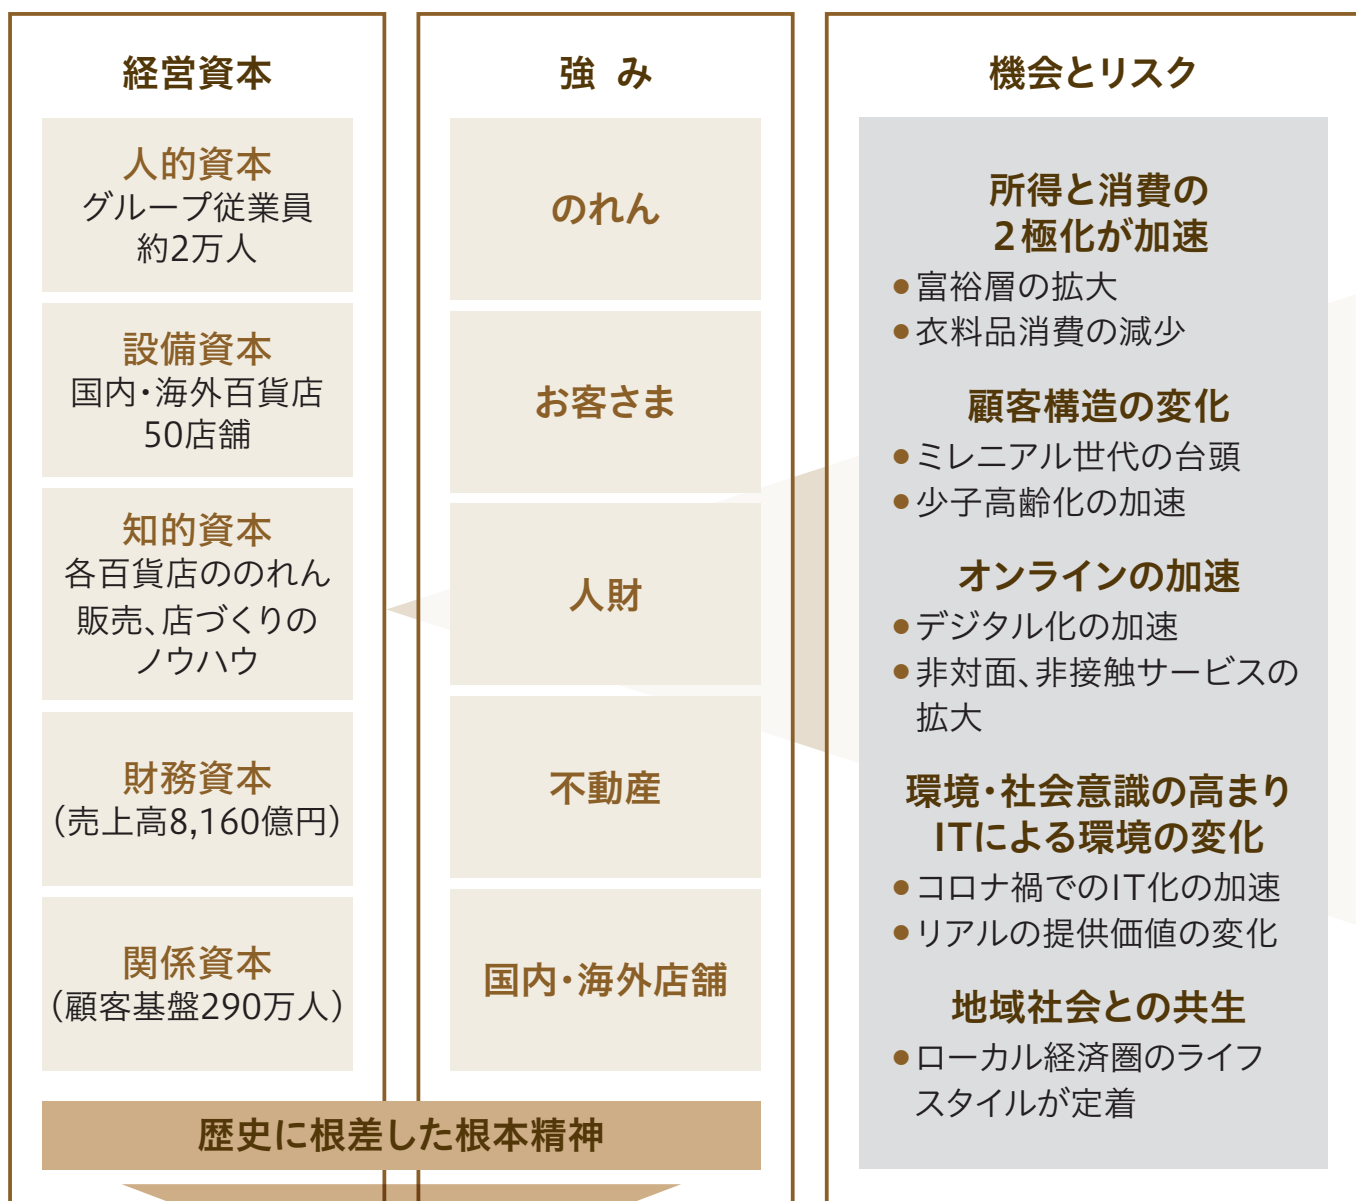 経営資本
人的資本
グループ従業員
約2万人
設備資本
国内・海外百貨店
50店舗
知的資本
各百貨店ののれん
販売、店づくりの
ノウハウ
財務資本
(売上高8,160億円)
関係資本
(顧客基盤290万人)
強 み
のれん
お客さま
人財
不動産
国内・海外店舗
歴史に根差した根本精神
機会とリスク
所得と消費の
2極化が加速
●富裕層の拡大
●衣料品消費の減少
顧客構造の変化
●ミレニアル世代の台頭
●少子高齢化の加速
オンラインの加速
●デジタル化の加速
●非対面、非接触サービスの
拡大
環境・社会意識の高まり
ITによる環境の変化
●コロナ禍でのIT化の加速
●リアルの提供価値の変化
地域社会との共生
●ローカル経済圏のライフ
スタイルが定着